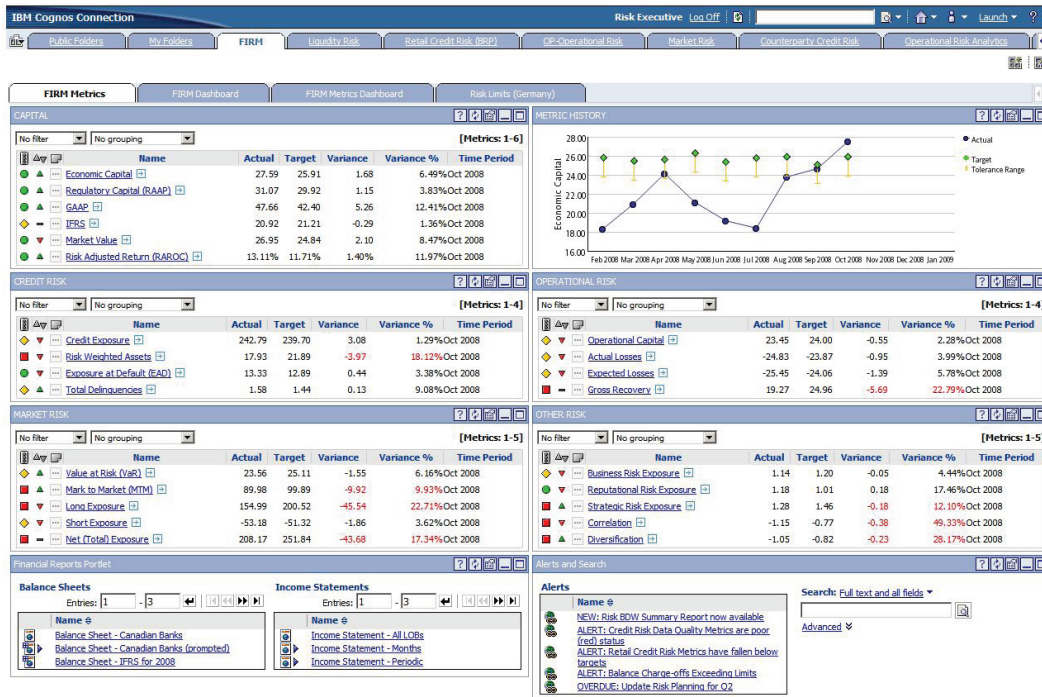 IBM Cognos Connection
Risk Executive Log Off Launch ?
Public Folders My Folders FIRM Liquidity Risk Retail Credit Risk (BRP) OP-Operational Risk Market Risk Counterparty Credit Risk Operational Risk Analytics
FIRM Metrics FIRM Dashboard FIRM Metrics Dashboard Risk Limits (Germany)
CAPITAL
No filter No grouping [Metrics: 1-6]
Name Actual Target Variance Variance % Time Period
Economic Capital 27.59 25.91 1.68 6.49% Oct 2008
Regulatory Capital (RAAP) 31.07 29.92 1.15 3.83% Oct 2008
GAAP 47.66 42.40 5.26 12.41% Oct 2008
IFRS 20.92 21.21 -0.29 1.36% Oct 2008
Market Value 26.95 24.84 2.10 8.47% Oct 2008
Risk Adjusted Return (RAROC) 13.11% 11.71% 1.40% 11.97% Oct 2008
METRIC HISTORY
Economic Capital
28.00
26.00
24.00
22.00
20.00
18.00
16.00
Feb 2008 Mar 2008 Apr 2008 May 2008 Jun 2008 Jul 2008 Aug 2008 Sep 2008 Oct 2008 Nov 2008 Dec 2008 Jan 2009
Actual
Target
Tolerance Range
CREDIT RISK
No filter No grouping [Metrics: 1-4]
Name Actual Target Variance Variance % Time Period
Credit Exposure 242.79 239.70 3.08 1.29% Oct 2008
Risk Weighted Assets 17.93 21.89 -3.97 18.12% Oct 2008
Exposure at Default (EAD) 13.33 12.89 0.44 3.38% Oct 2008
Total Delinquencies 1.58 1.44 0.13 9.08% Oct 2008
OPERATIONAL RISK
No filter No grouping [Metrics: 1-4]
Name Actual Target Variance Variance % Time Period
Operational Capital 23.45 24.00 -0.55 2.28% Oct 2008
Actual Losses -24.83 -23.87 -0.95 3.99% Oct 2008
Expected Losses -25.45 -24.06 -1.39 5.78% Oct 2008
Gross Recovery 19.27 24.96 -5.69 22.79% Oct 2008
MARKET RISK
No filter No grouping [Metrics: 1-5]
Name Actual Target Variance Variance % Time Period
Value at Risk (VaR) 23.56 25.11 -1.55 6.16% Oct 2008
Mark to Market (MTM) 89.98 99.89 -9.92 9.93% Oct 2008
Long Exposure 154.99 200.52 -45.54 22.71% Oct 2008
Short Exposure -53.18 -51.32 -1.86 3.62% Oct 2008
Net (Total) Exposure 208.17 251.84 -43.68 17.34% Oct 2008
OTHER RISK
No filter No grouping [Metrics: 1-5]
Name Actual Target Variance Variance % Time Period
Business Risk Exposure 1.14 1.20 -0.05 4.44% Oct 2008
Reputational Risk Exposure 1.18 1.01 0.18 17.46% Oct 2008
Strategic Risk Exposure 1.28 1.46 -0.18 12.10% Oct 2008
Correlation -1.15 -0.77 -0.38 49.33% Oct 2008
Diversification -1.05 -0.82 -0.23 28.17% Oct 2008
Financial Reports Portlet
Balance Sheets
Entries: 1 - 3
Name
Balance Sheet - Canadian Banks
Balance Sheet - Canadian Banks (prompted)
Balance Sheet - IFRS for 2008
Income Statements
Entries: 1 - 3
Name
Income Statement - All LOBs
Income Statement - Months
Income Statement - Periodic
Alerts and Search
Alerts
Name
NEW: Risk BDW Summary Report now available
ALERT: Credit Risk Data Quality Metrics are poor
(red) status
ALERT: Retail Credit Risk Metrics have fallen below
targets
ALERT: Balance Charge-offs Exceeding Limits
OVERDUE: Update Risk Planning for Q2
Search: Full text and all fields
Advanced